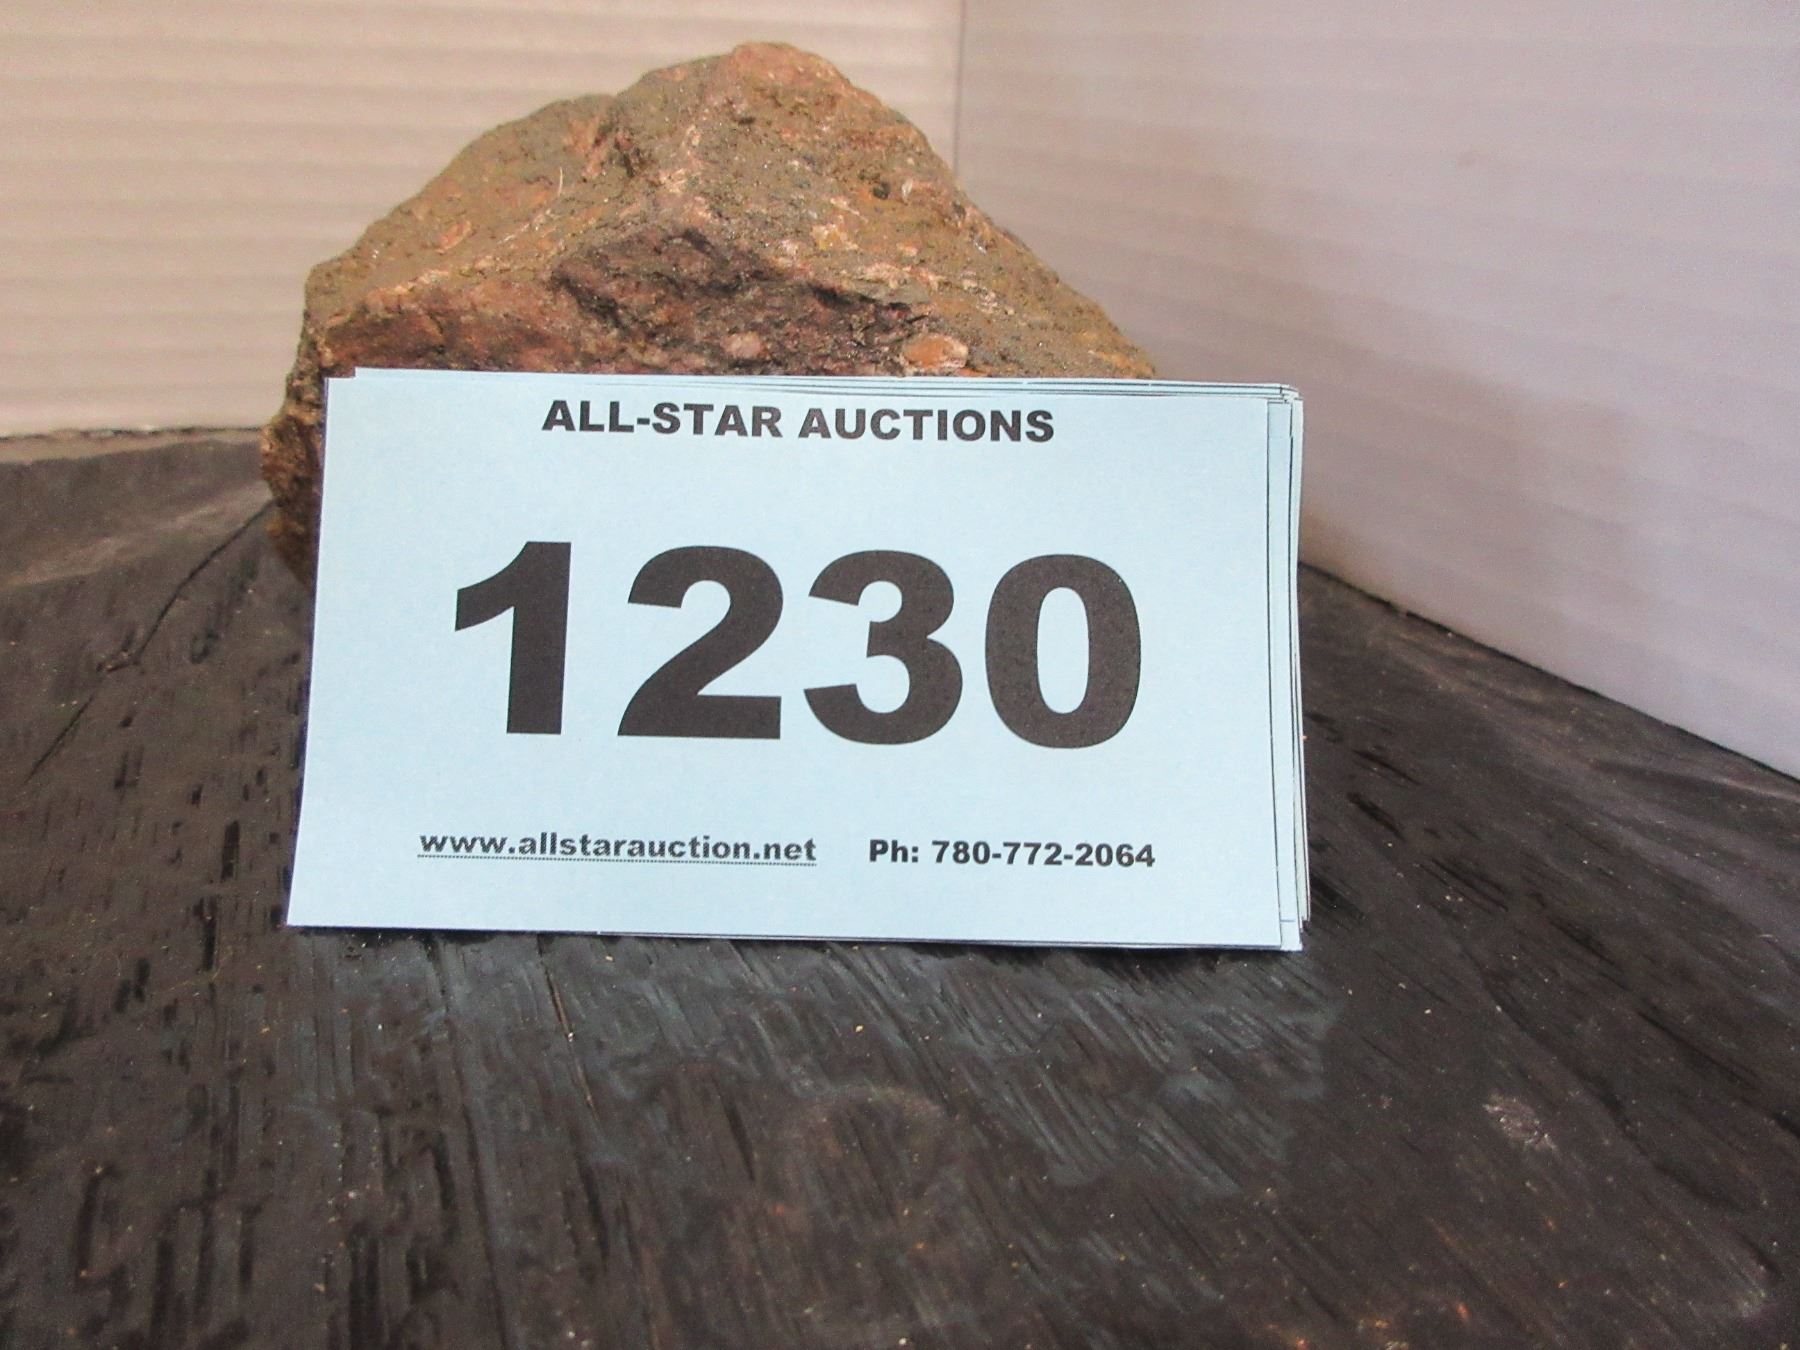 ALL-STAR AUCTIONS
1230
www.allstarauction.net Ph: 780-772-2064